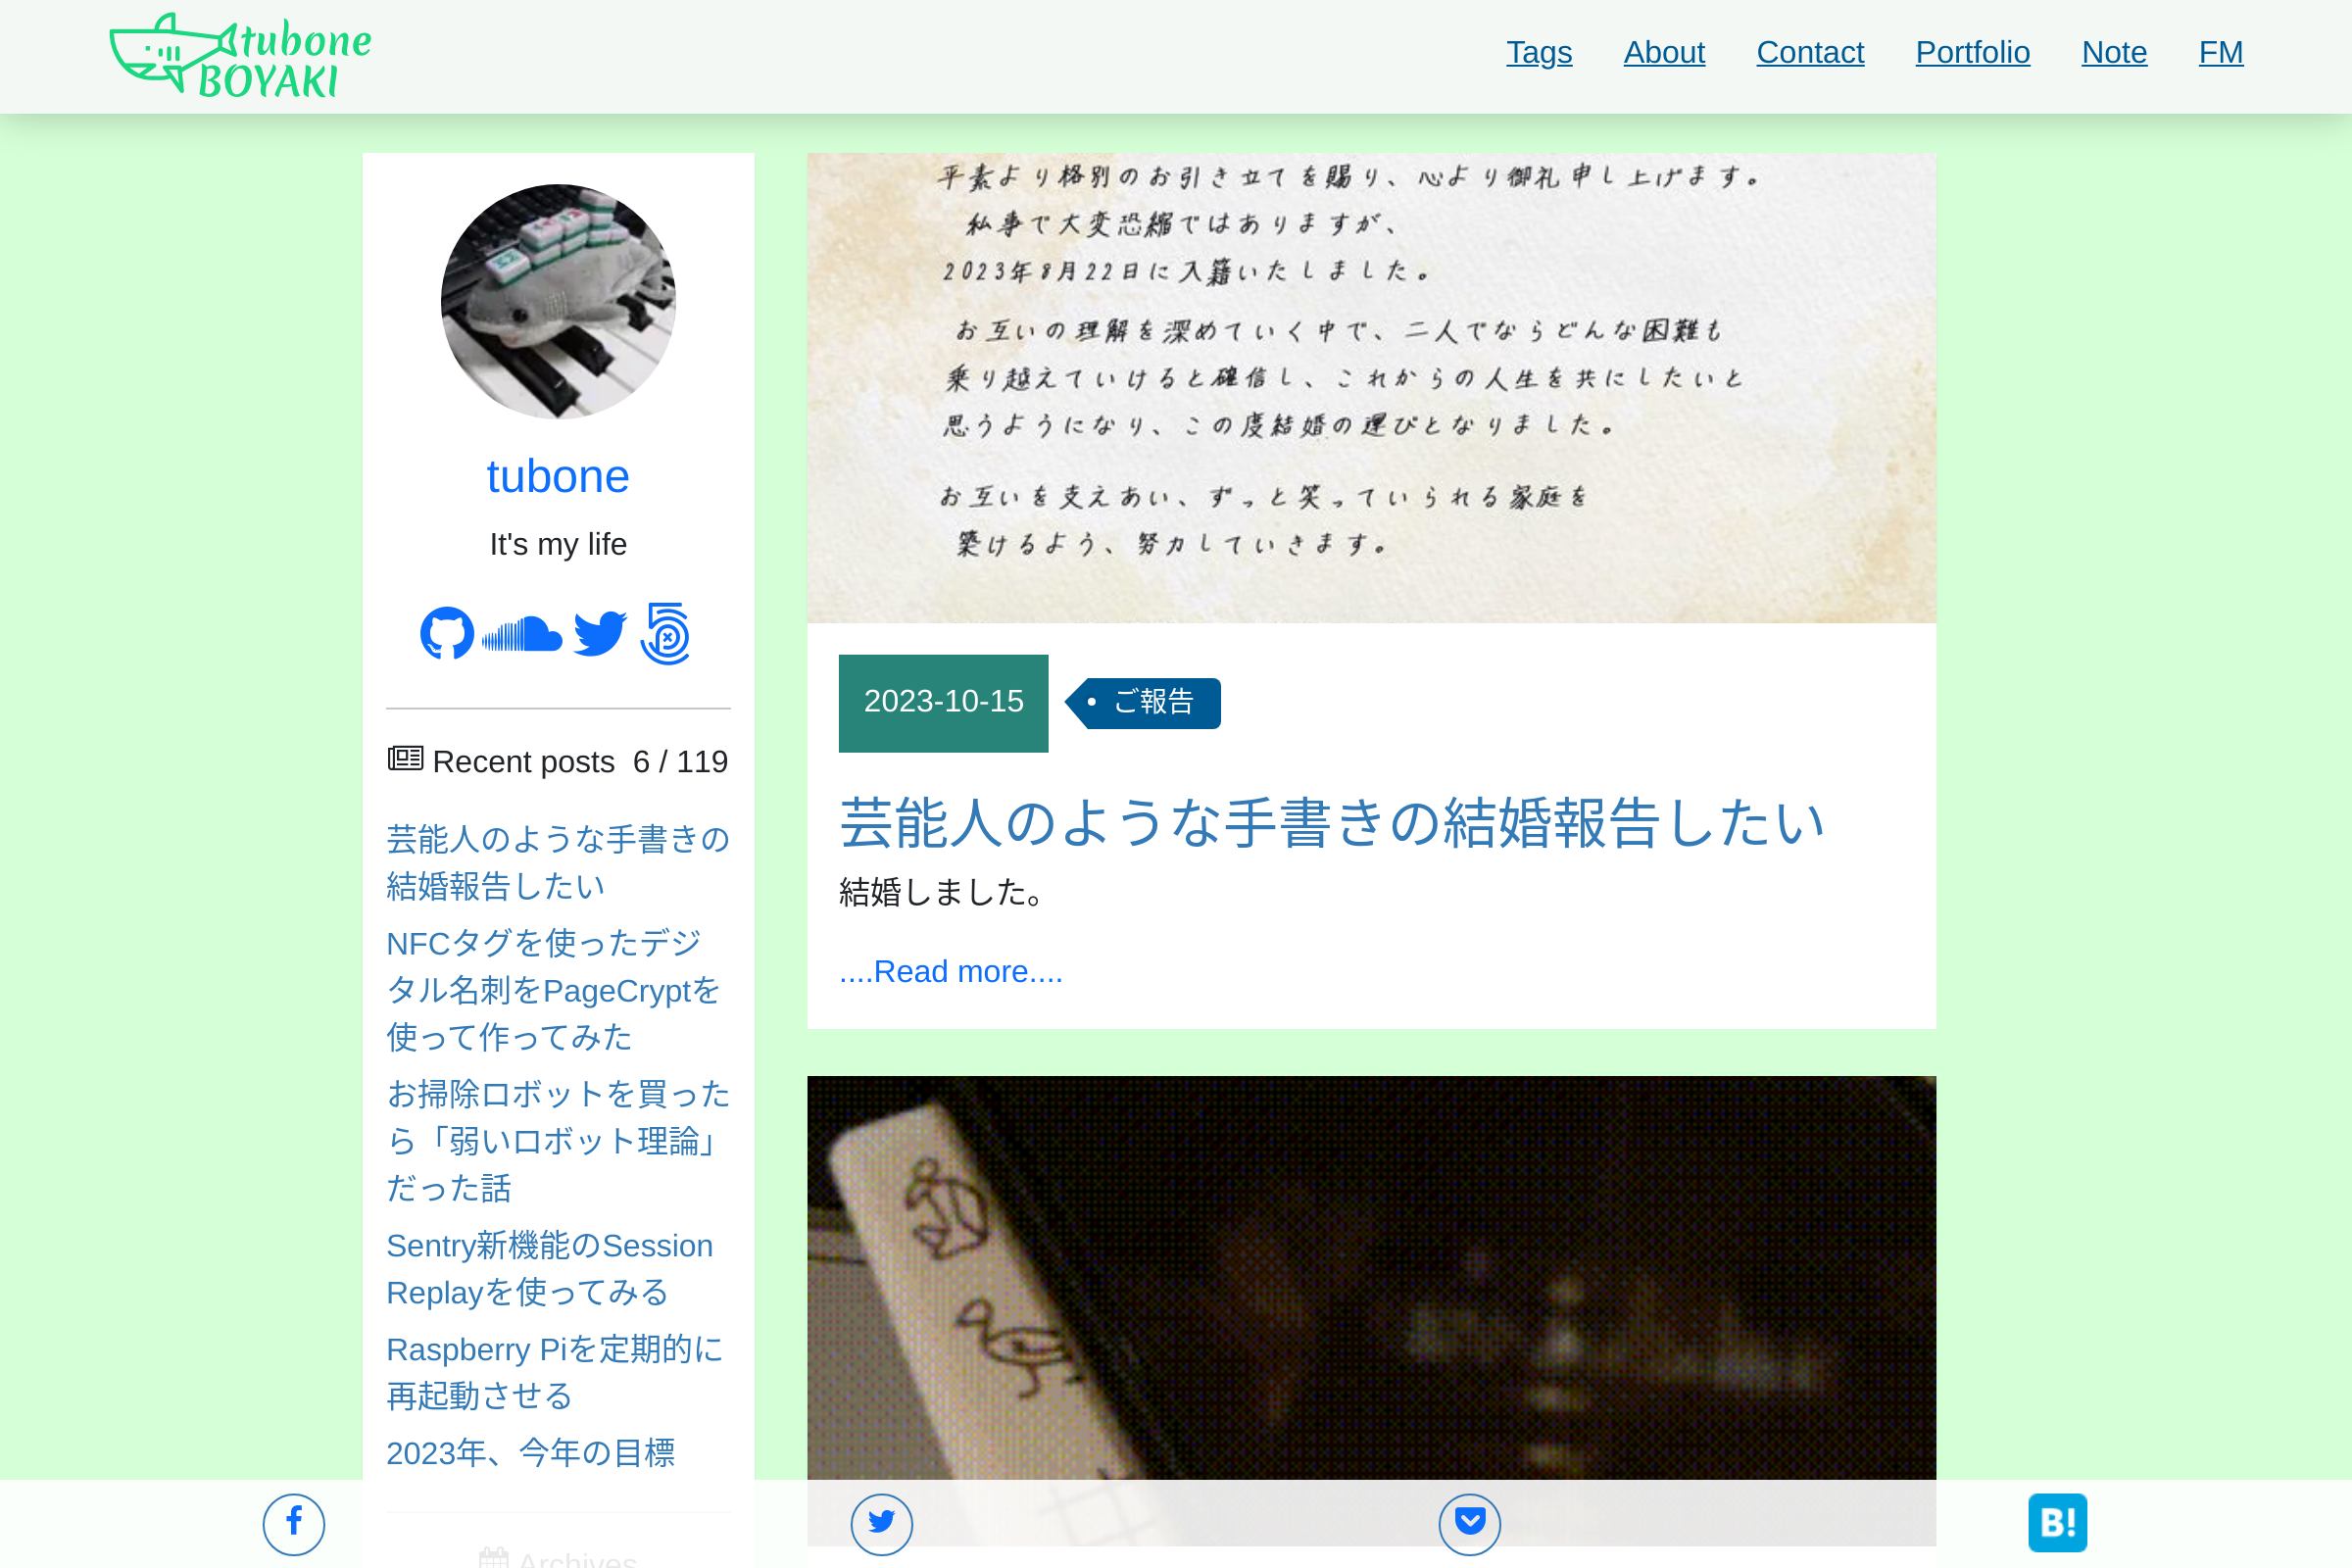 tubone
BOYAKI
Tags About Contact Portfolio Note FM
tubone
It's my life
Recent posts 6 / 119
芸能人のような手書きの
結婚報告したい
NFCタグを使ったデジ
タル名刺をPageCryptを
使って作ってみた
お掃除ロボットを買った
ら「弱いロボット理論」
だった話
Sentry新機能のSession
Replayを使ってみる
Raspberry Piを定期的に
再起動させる
2023年、今年の目標
Archives
平素より格別のお引き立てを賜り、心より御礼申し上げます。
私事で大変恐縮ではありますが、
2023年8月22日に入籍いたしました。
お互いの理解を深めていく中で、二人でならどんな困難も
乗り越えていけると確信し、これからの人生を共にしたいと
思うようになり、この度結婚の運びとなりました。
お互いを支えあい、ずっと笑っていられる家庭を
築けるよう、努力していきます。
2023-10-15
ご報告
芸能人のような手書きの結婚報告したい
結婚しました。
....Read more....
B!